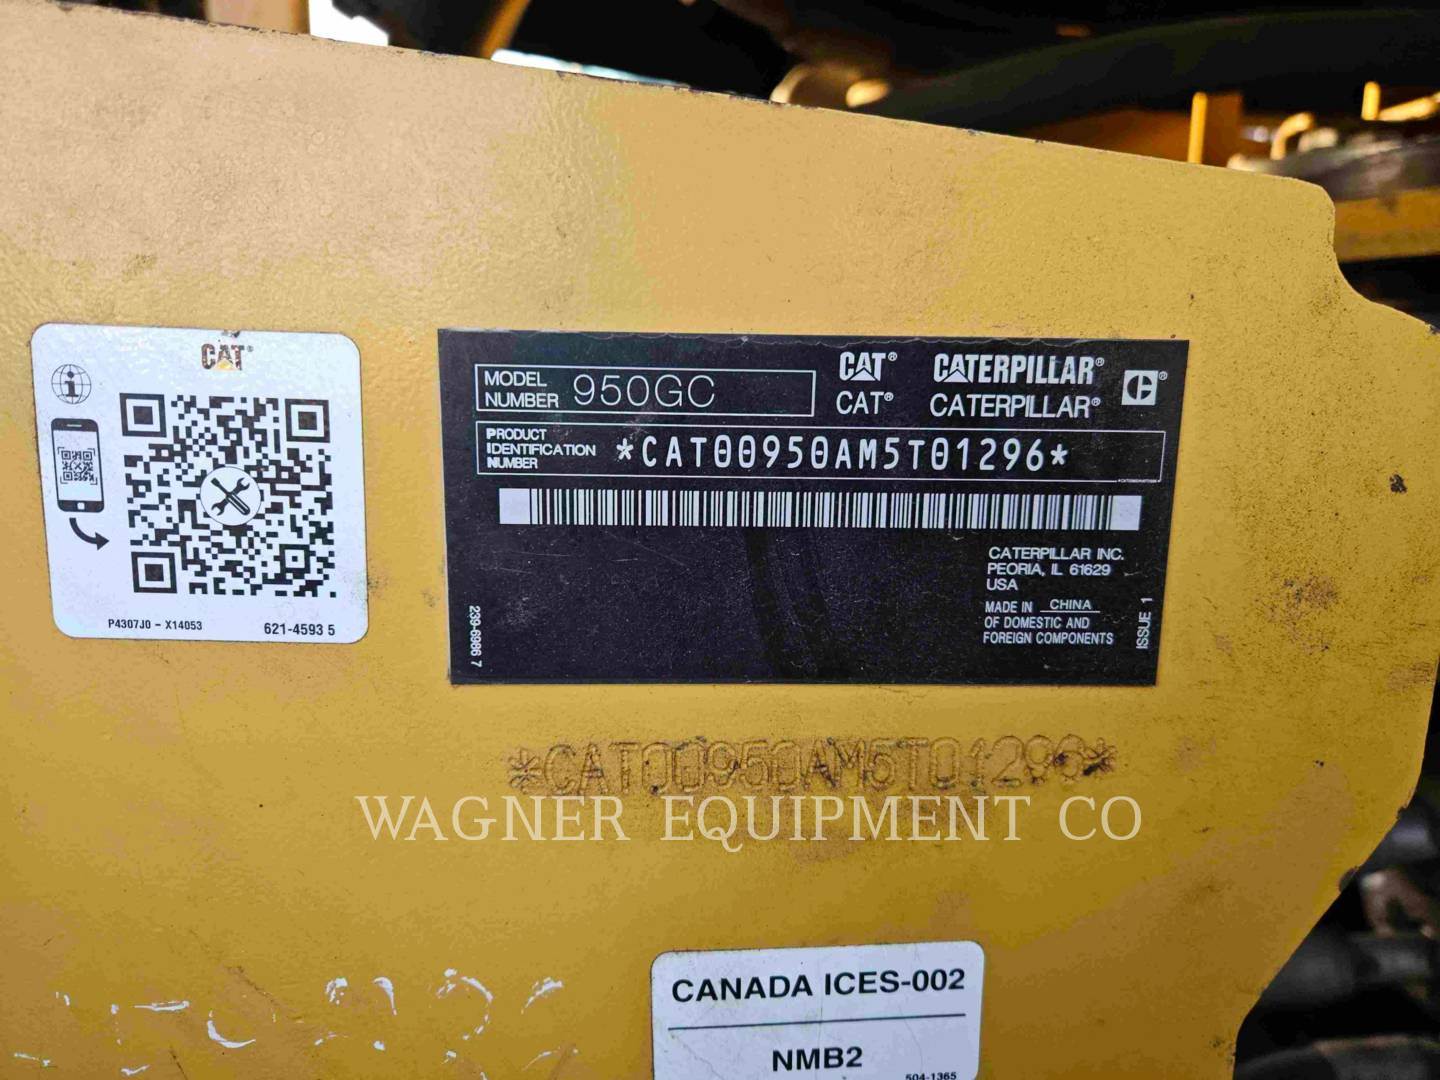 CAT®
P4307J0 - X14053
621-4593 5
MODEL NUMBER 950GC
CAT® CATERPILLAR®
CAT® CATERPILLAR® ®
PRODUCT IDENTIFICATION NUMBER *CAT00950AM5T01296*
CATERPILLAR INC.
PEORIA, IL 61629
USA
MADE IN CHINA
OF DOMESTIC AND
FOREIGN COMPONENTS
239-6986 7
ISSUE 1
*CAT00950AM5T01296*
WAGNER EQUIPMENT CO
CANADA ICES-002
NMB2
504-1365